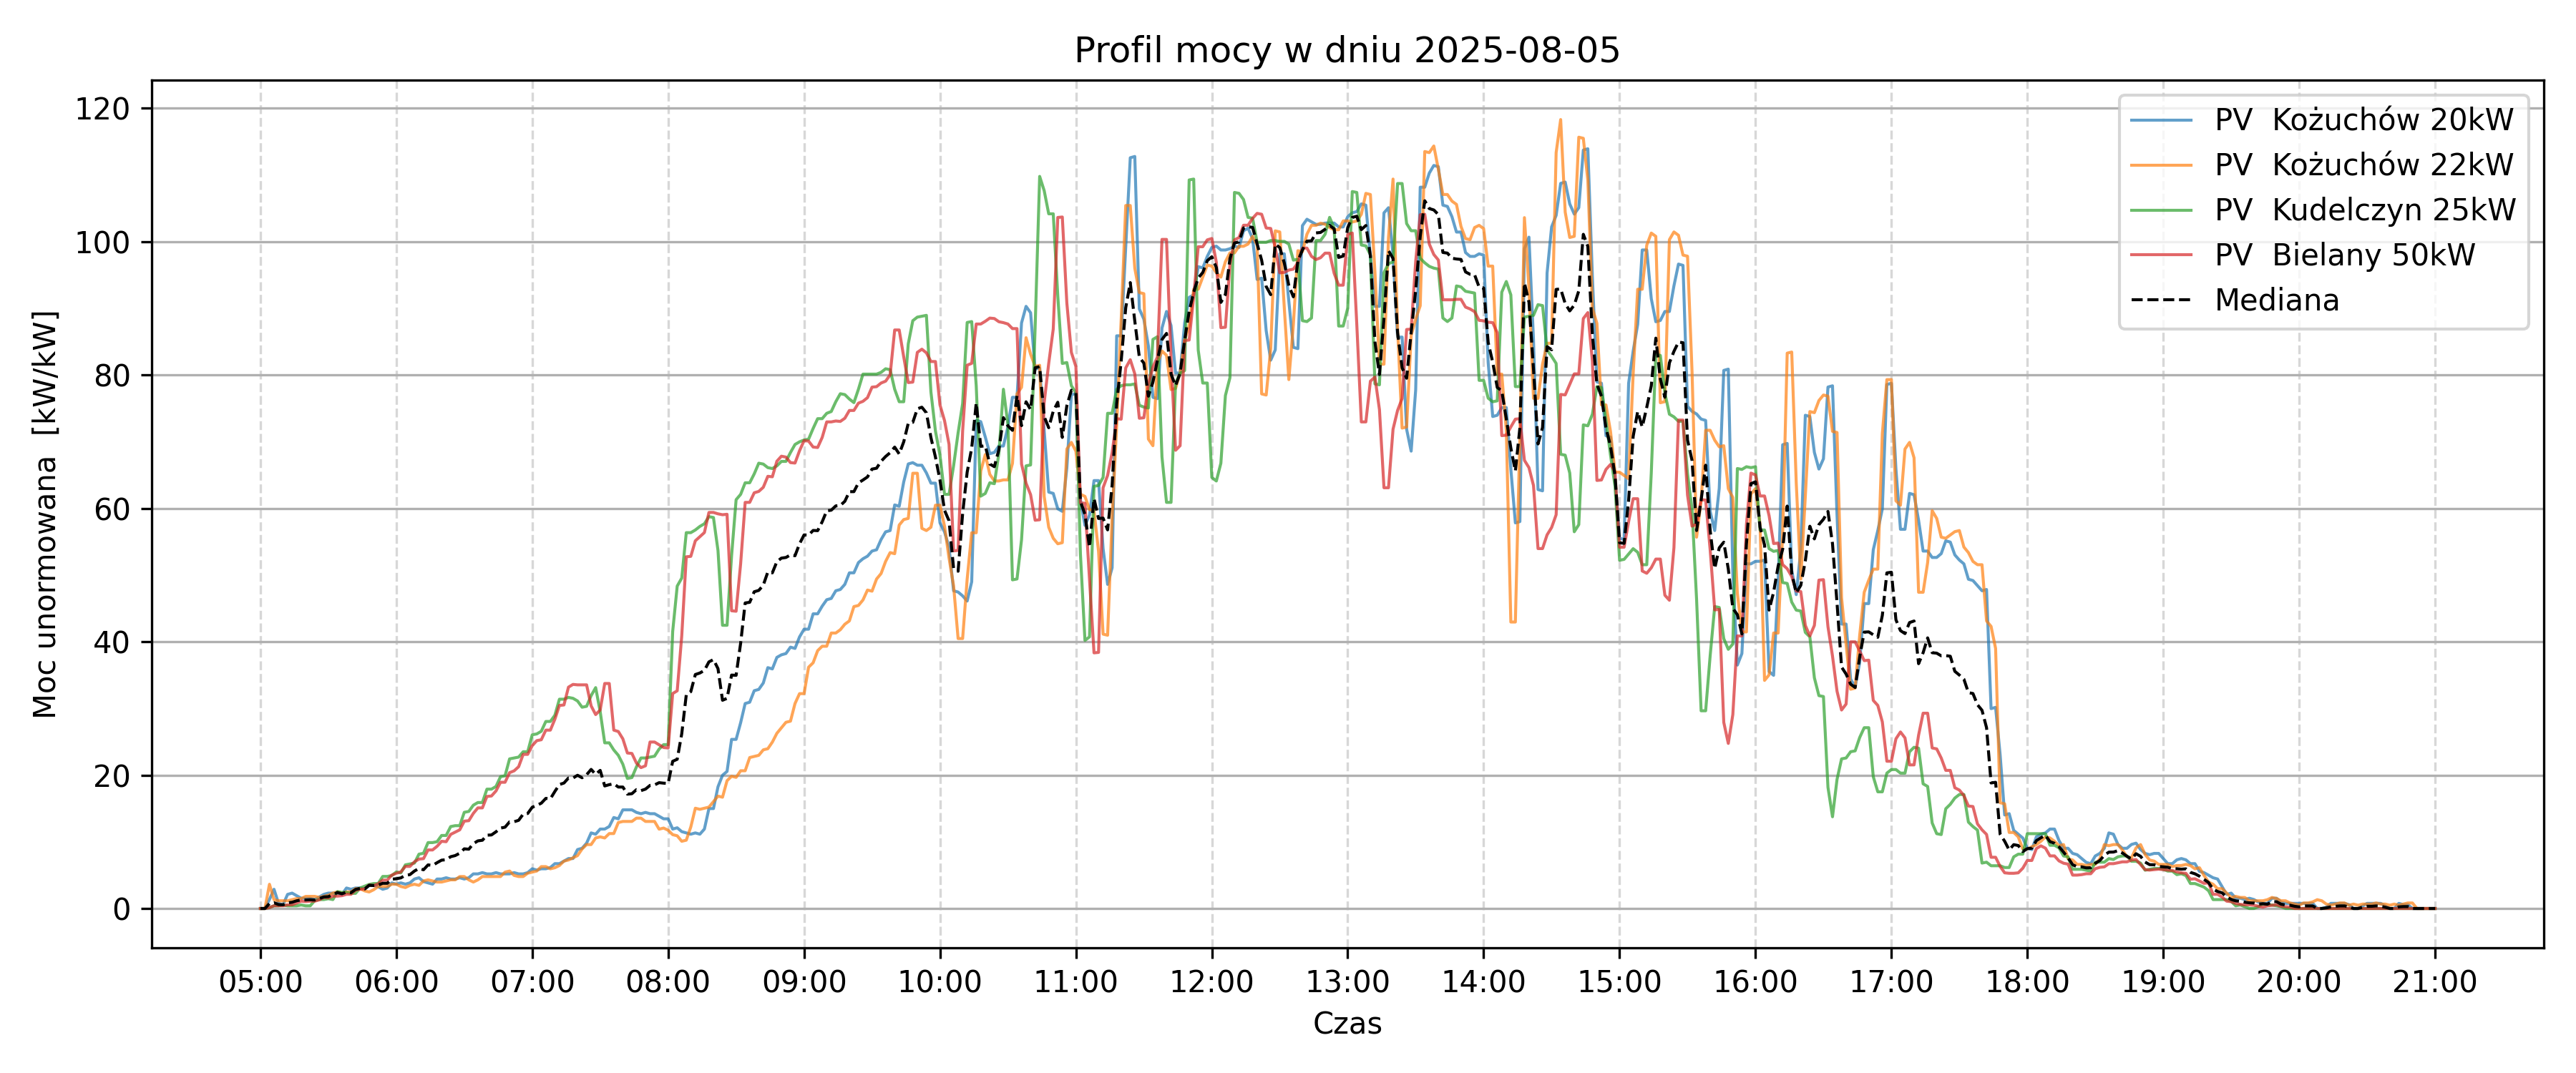 Profil mocy w dniu 2025-08-05
Moc unormowana  [kW/kW]
120
100
80
60
40
20
0
PV  Kożuchów 20kW
PV  Kożuchów 22kW
PV  Kudelczyn 25kW
PV  Bielany 50kW
Mediana
05:00 06:00 07:00 08:00 09:00 10:00 11:00 12:00 13:00 14:00 15:00 16:00 17:00 18:00 19:00 20:00 21:00
Czas